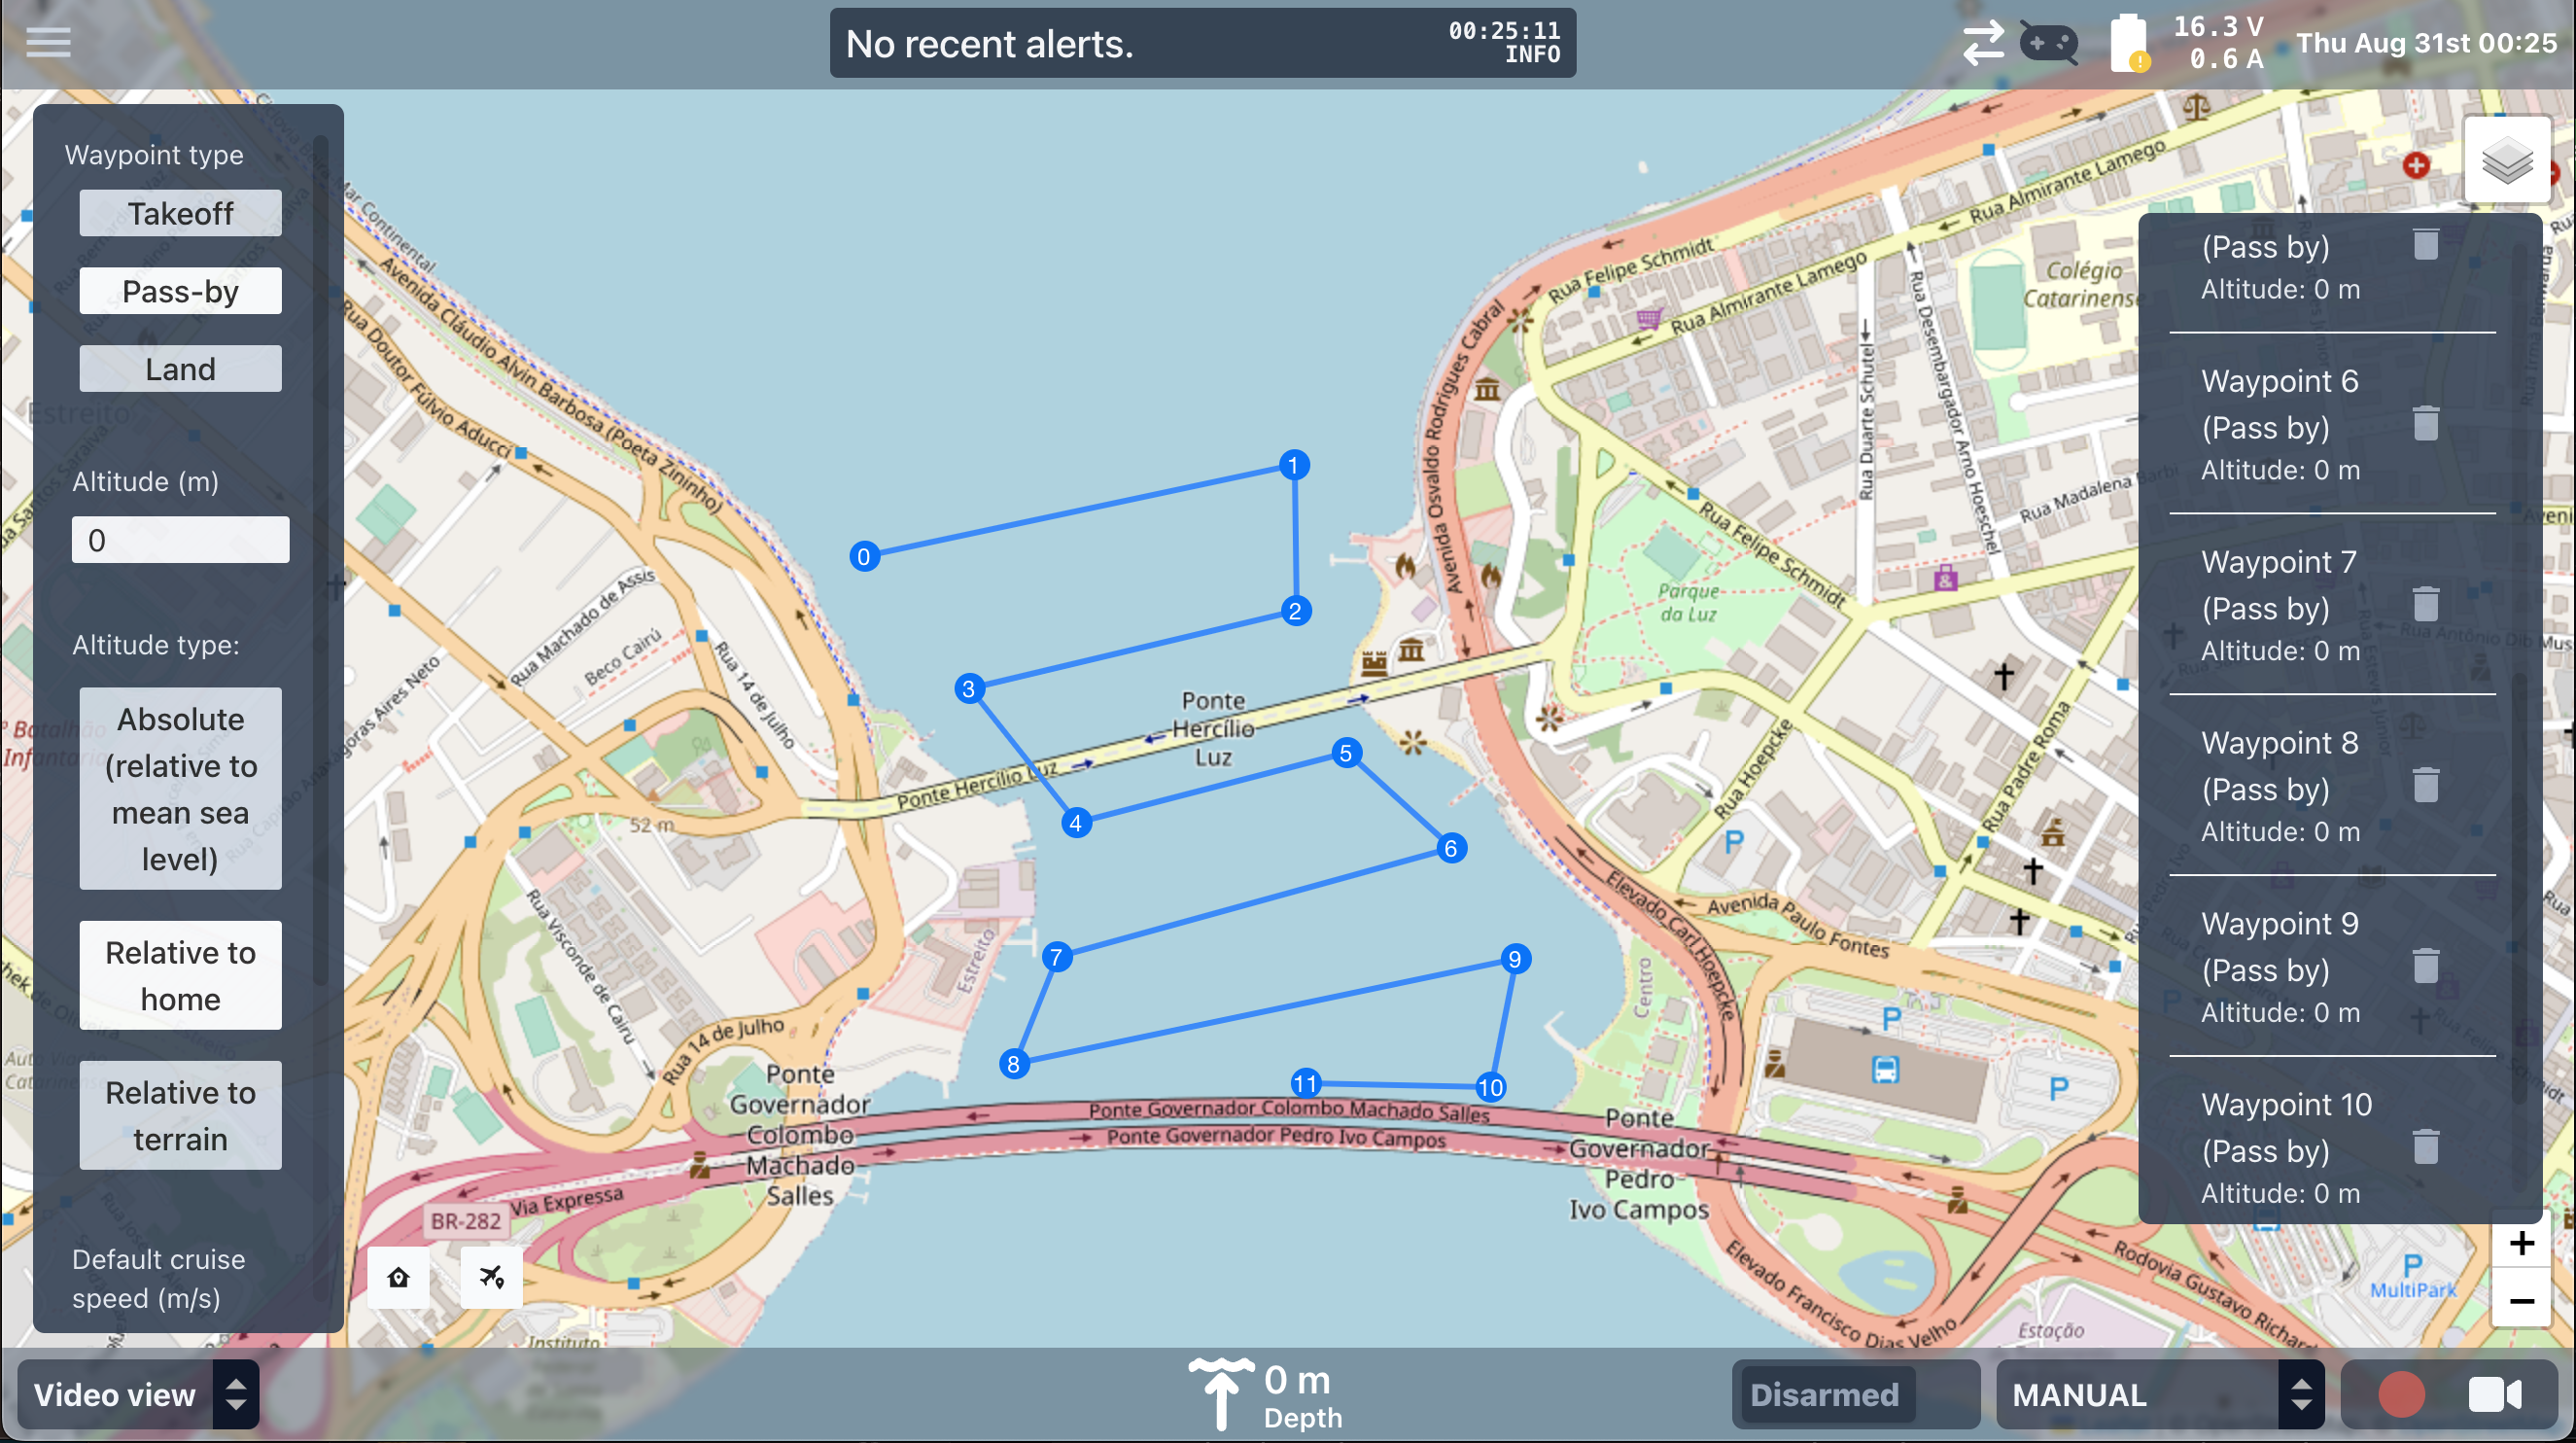 No recent alerts.
00:25:11
INFO
16.3 V
0.6 A
Thu Aug 31st 00:25
Waypoint type
Takeoff
Pass-by
Land
Altitude (m)
0
Altitude type:
Absolute
(relative to
mean sea
level)
Relative to
home
Relative to
terrain
Default cruise
speed (m/s)
Avenida Cláudio Alvin Barbosa (Poeta Zininho)
Rua Doutor Fúlvio Aducci
Mar Continental
Estreito
Rua Machado de Assis
Beco Cairú
Rua 14 de Julho
52 m
Rua Visconde de Cairu
Rua 14 de Julho
Estreito
Ponte Hercílio Luz
Ponte
Hercílio
Luz
0
1
2
3
4
5
6
7
8
9
10
11
Rua Felipe Schmidt
Rua Almirante Lamego
Rua Almirante Lamego
Avenida Osvaldo Rodrigues Cabral
Rua Duarte Schutel
Rua Desembargador Arno Hoeschel
Colégio
Catarinense
Rua Madalena Barbi
Rua Felipe Schmidt
Parque
da Luz
Rua Hoepcke
Rua Padre Roma
P
Elevado Carl Hoepcke
Avenida Paulo Fontes
Centro
P
P
Ponte
Governador
Colombo
Machado
Salles
Ponte Governador Colombo Machado Salles
Ponte Governador Pedro Ivo Campos
Ponte
Governador
Pedro
Ivo Campos
BR-282
Via Expressa
Instituto
Elevado Francisco Dias Velho
Estação
Rodovia Gustavo Richard
P
MultiPark
(Pass by)
Altitude: 0 m
Waypoint 6
(Pass by)
Altitude: 0 m
Waypoint 7
(Pass by)
Altitude: 0 m
Waypoint 8
(Pass by)
Altitude: 0 m
Waypoint 9
(Pass by)
Altitude: 0 m
Waypoint 10
(Pass by)
Altitude: 0 m
+
−
Video view
0 m
Depth
Disarmed
MANUAL